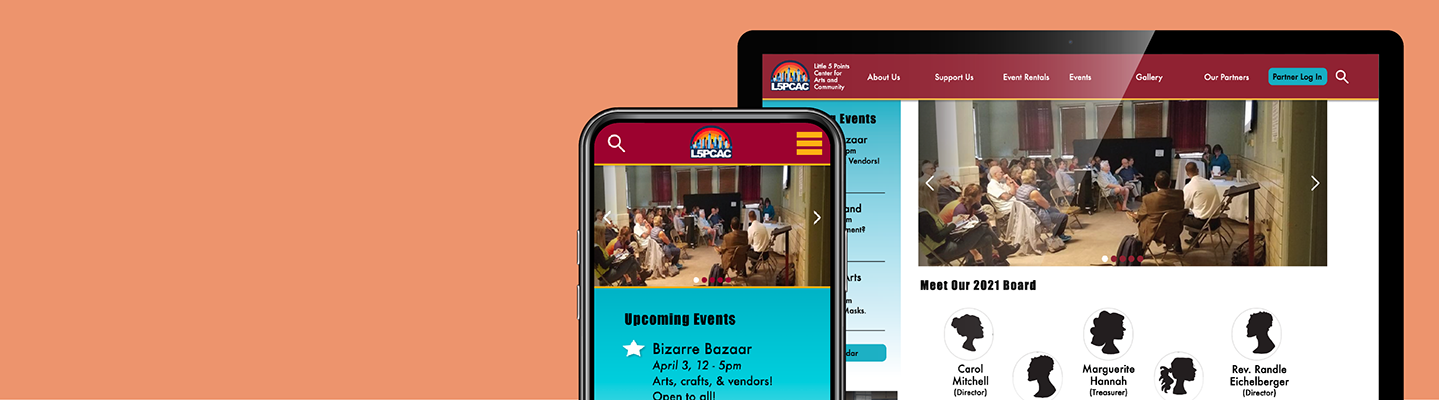 L5PCAC
Upcoming Events
Bizarre Bazaar
April 3, 12 - 5pm
Arts, crafts, & vendors!
Open to all!
L5PCAC
Little 5 Points
Center for
Arts and
Community
About Us
Support Us
Event Rentals
Events
Gallery
Our Partners
Partner Log In
Events
zaar
pm
Vendors!
and
m
ment?
Arts
m
Masks.
dar
Meet Our 2021 Board
Carol
Mitchell
(Director)
Marguerite
Hannah
(Treasurer)
Rev. Randle
Eichelberger
(Director)